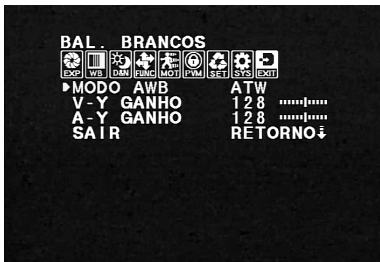 BAL. BRANCOS
EXP WB D&N FUNC MOT PVM SET SYS EXIT
MODO AWB ATW
V-Y GANHO 128
A-Y GANHO 128
SAIR RETORNO